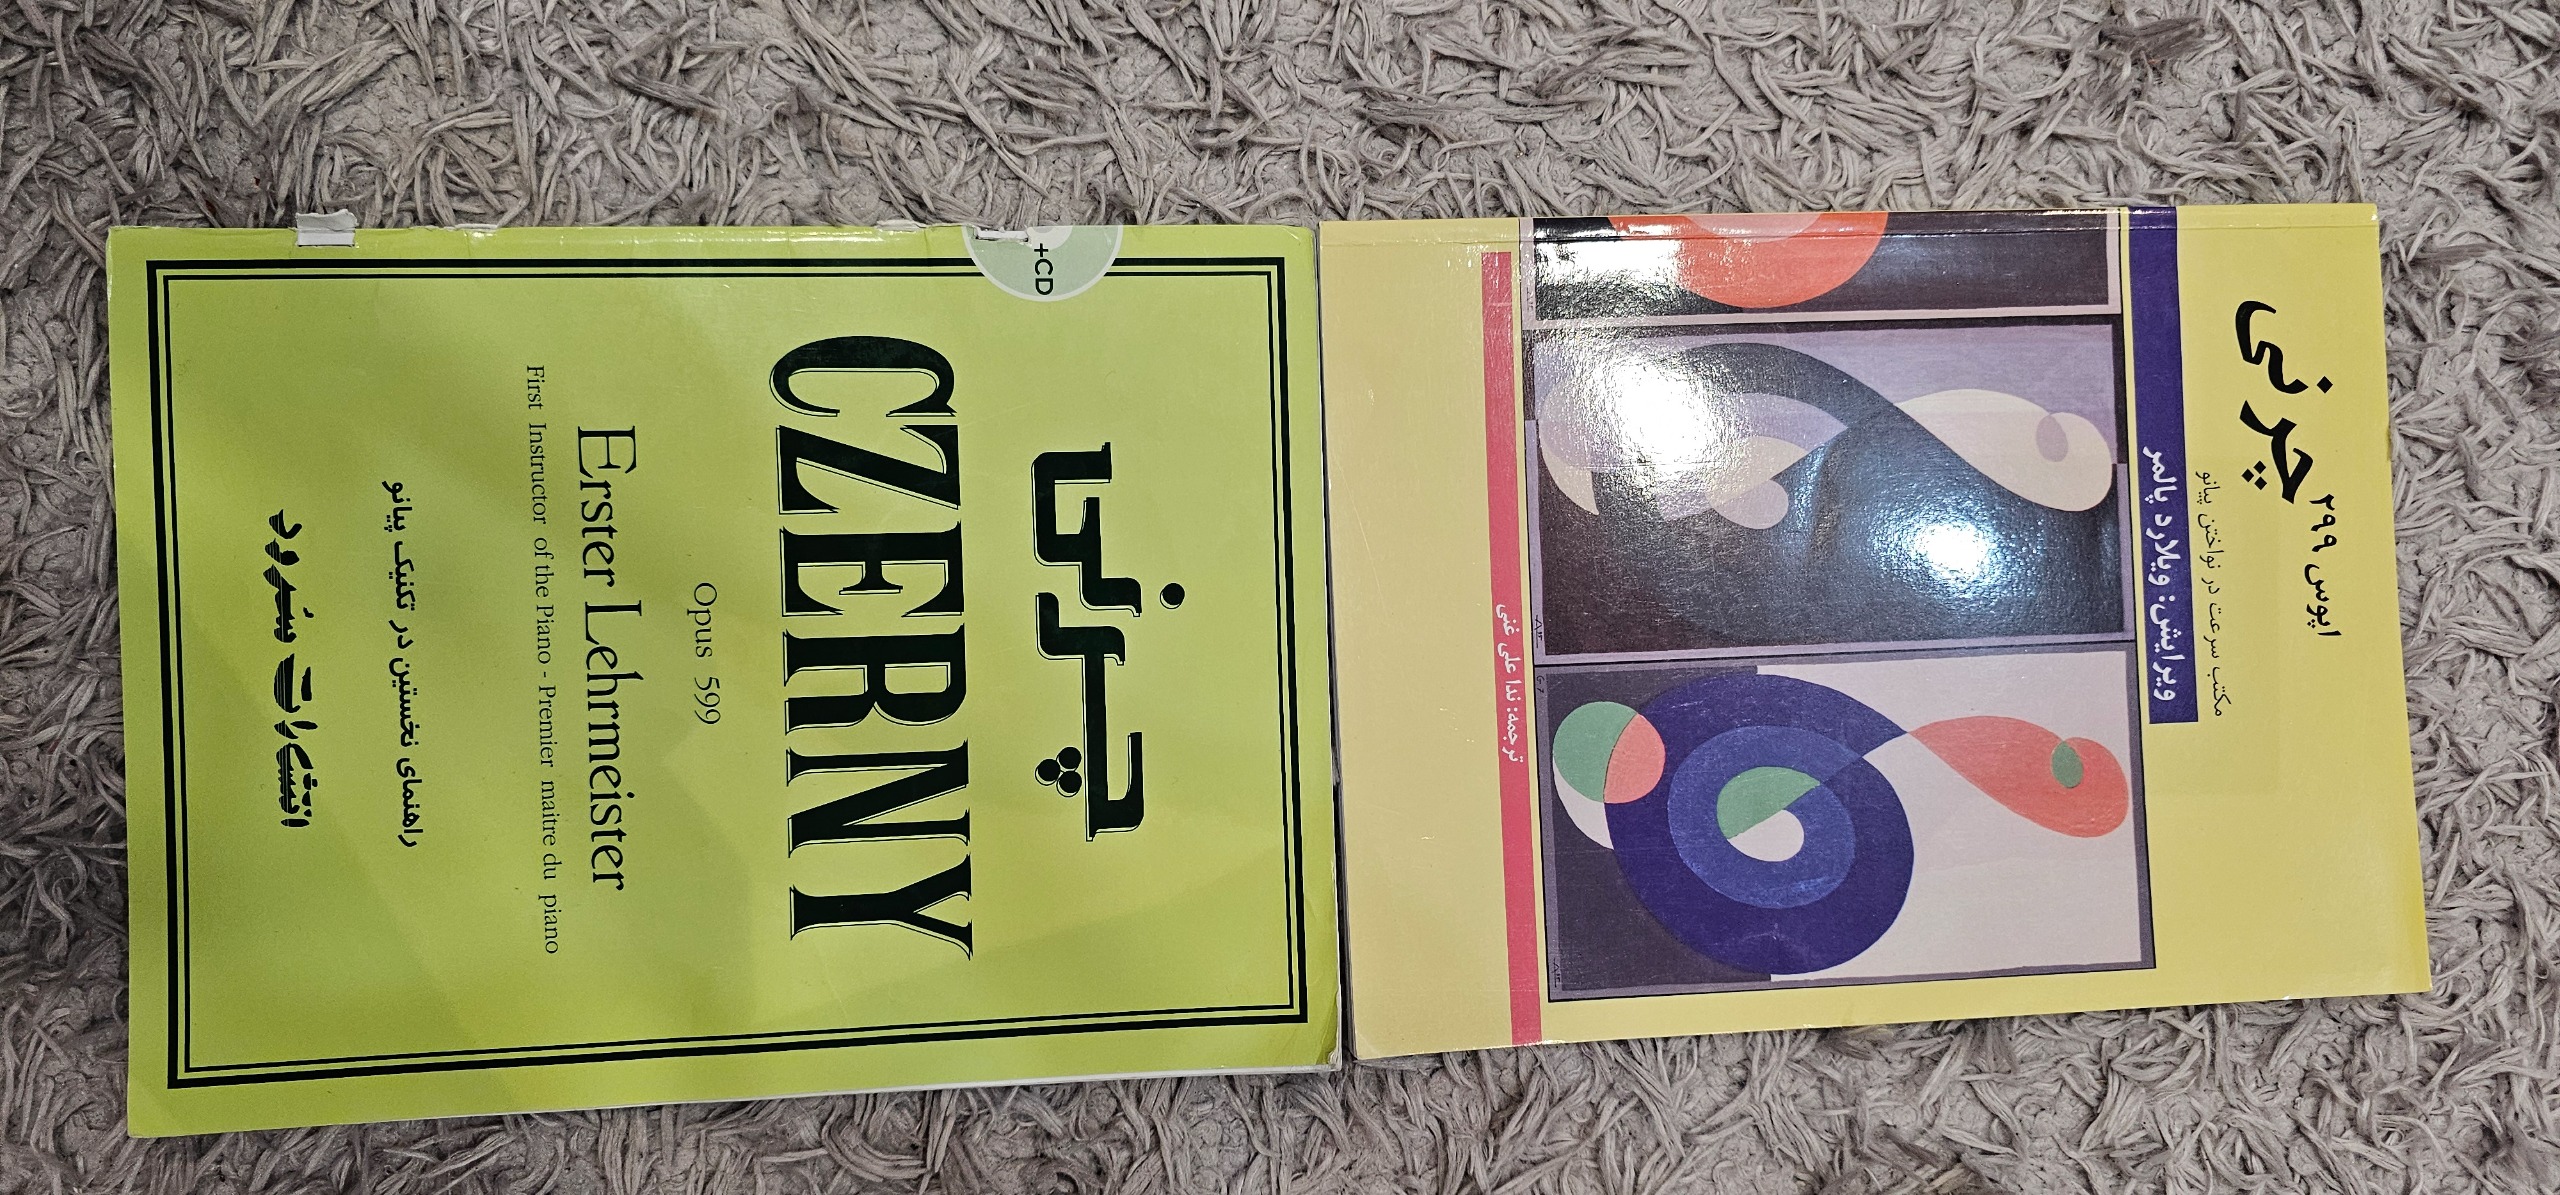 +CD
چرنی
CZERNY
Opus 599
Erster Lehrmeister
First Instructor of the Piano - Premier maitre du piano
راهنمای نخستین در تکنیک پیانو
انتشارات سرود
چرنی
اپوس ۲۹۹
مکتب سرعت در نواختن پیانو
ویرایش: ویلارد پالمر
ترجمه: ندا علی غنی